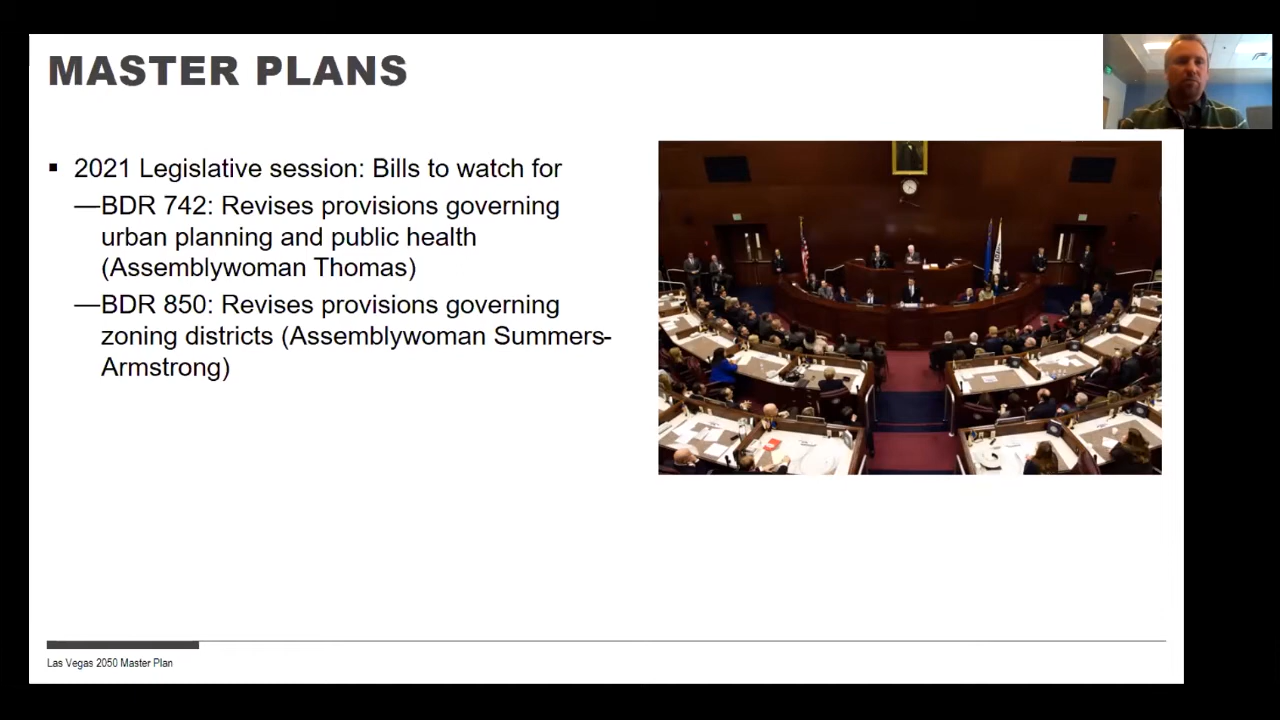 MASTER PLANS
▪ 2021 Legislative session: Bills to watch for
—BDR 742: Revises provisions governing
urban planning and public health
(Assemblywoman Thomas)
—BDR 850: Revises provisions governing
zoning districts (Assemblywoman Summers-
Armstrong)
Las Vegas 2050 Master Plan